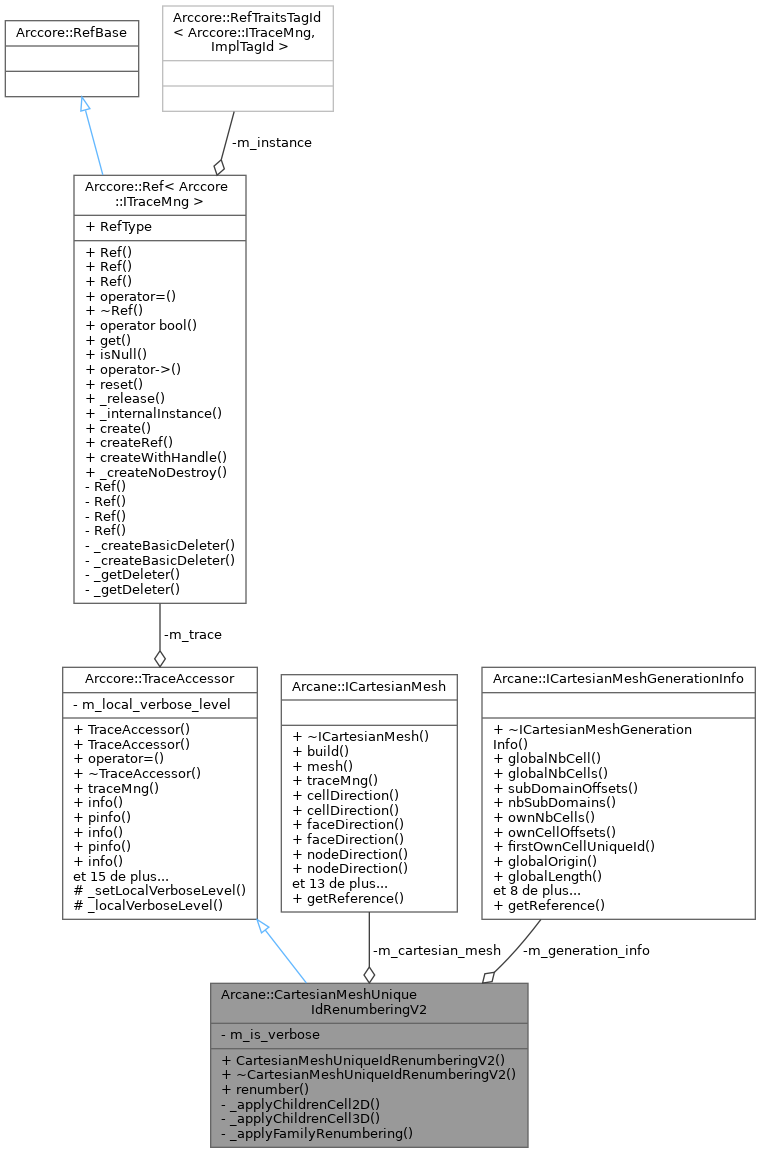 Arccore::RefBase
Arccore::RefTraitsTagId
< Arccore::ITraceMng,
ImplTagId >
-m_instance
Arccore::Ref< Arccore
::ITraceMng >
+ RefType
+ Ref()
+ Ref()
+ Ref()
+ operator=()
+ ~Ref()
+ operator bool()
+ get()
+ isNull()
+ operator->()
+ reset()
+ _release()
+ _internalInstance()
+ create()
+ createRef()
+ createWithHandle()
+ _createNoDestroy()
- Ref()
- Ref()
- Ref()
- Ref()
- _createBasicDeleter()
- _createBasicDeleter()
- _getDeleter()
- _getDeleter()
-m_trace
Arccore::TraceAccessor
- m_local_verbose_level
+ TraceAccessor()
+ TraceAccessor()
+ operator=()
+ ~TraceAccessor()
+ traceMng()
+ info()
+ pinfo()
+ info()
+ pinfo()
+ info()
et 15 de plus...
# _setLocalVerboseLevel()
# _localVerboseLevel()
Arcane::ICartesianMesh
+ ~ICartesianMesh()
+ build()
+ mesh()
+ traceMng()
+ cellDirection()
+ cellDirection()
+ faceDirection()
+ faceDirection()
+ nodeDirection()
+ nodeDirection()
et 13 de plus...
+ getReference()
Arcane::ICartesianMeshGenerationInfo
+ ~ICartesianMeshGeneration
Info()
+ globalNbCell()
+ globalNbCells()
+ subDomainOffsets()
+ nbSubDomains()
+ ownNbCells()
+ ownCellOffsets()
+ firstOwnCellUniqueId()
+ globalOrigin()
+ globalLength()
et 8 de plus...
+ getReference()
-m_cartesian_mesh
-m_generation_info
Arcane::CartesianMeshUnique
IdRenumberingV2
- m_is_verbose
+ CartesianMeshUniqueIdRenumberingV2()
+ ~CartesianMeshUniqueIdRenumberingV2()
+ renumber()
- _applyChildrenCell2D()
- _applyChildrenCell3D()
- _applyFamilyRenumbering()